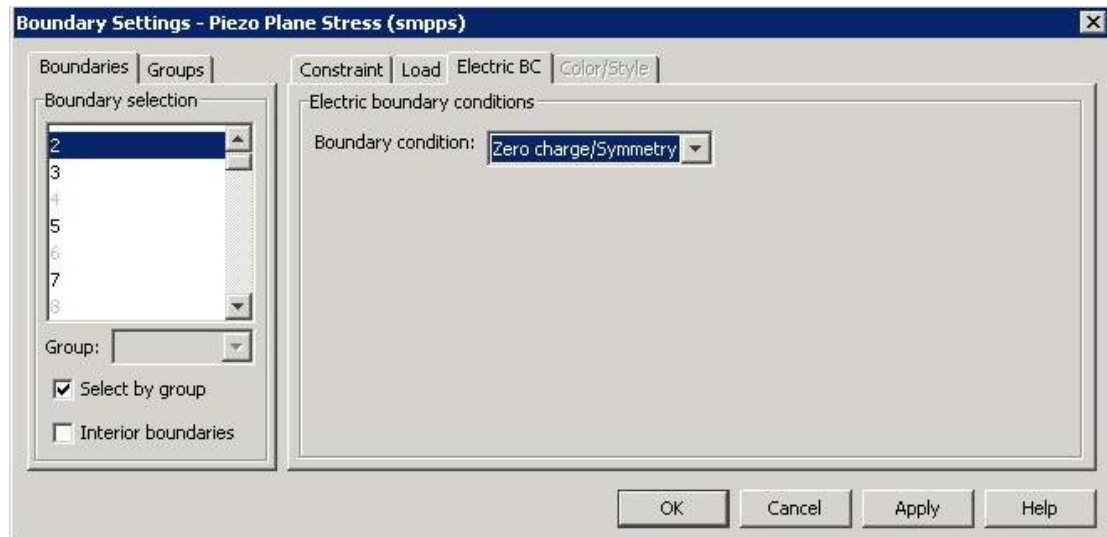 Boundary Settings - Piezo Plane Stress (smpps)
Boundaries Groups
Constraint Load Electric BC Color/Style
Boundary selection
2
3
4
5
6
7
8
Group:
Select by group
Interior boundaries
Electric boundary conditions
Boundary condition: Zero charge/Symmetry
OK Cancel Apply Help